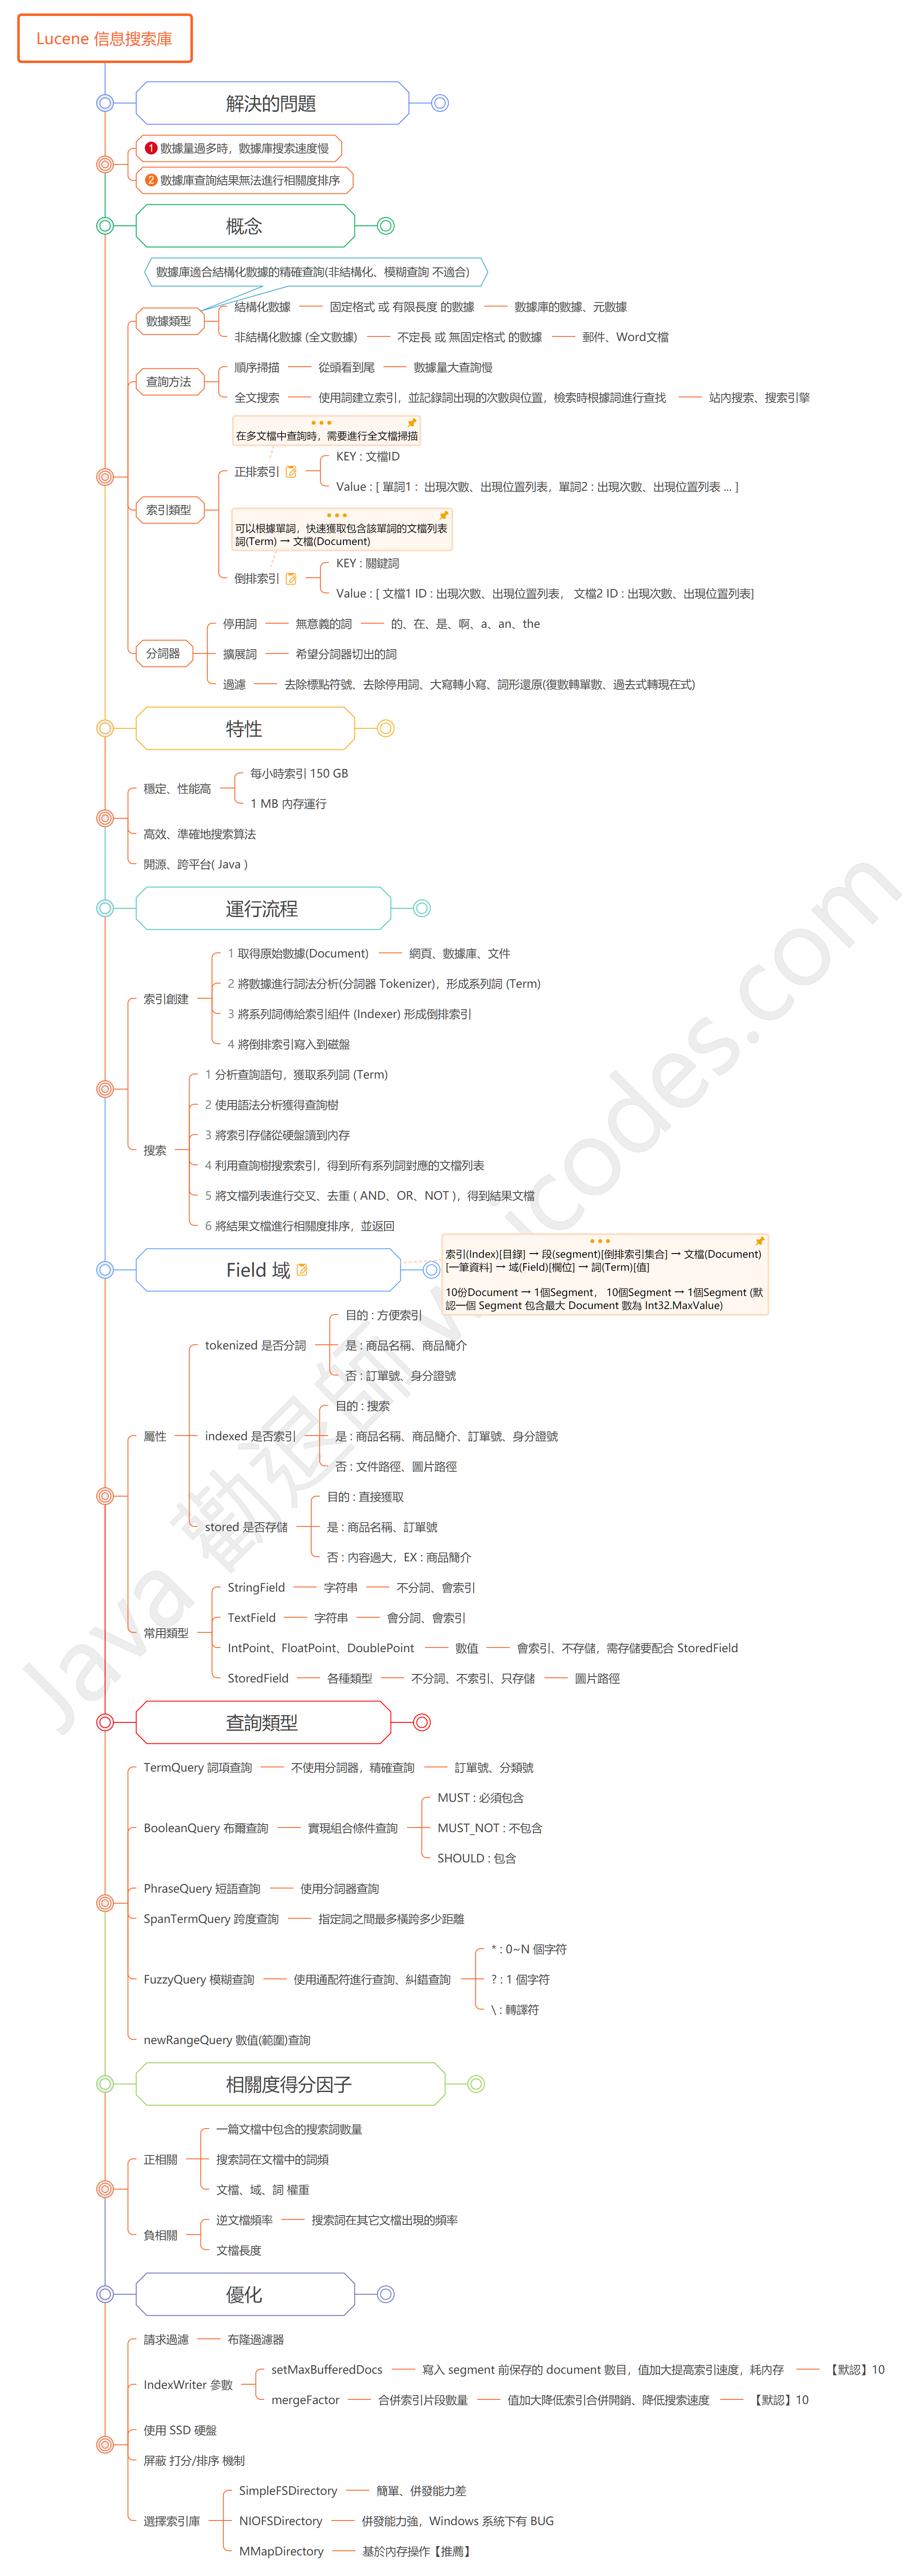 Lucene 信息搜索庫
解決的問題
1 數據量過多時，數據庫搜索速度慢
2 數據庫查詢結果無法進行相關度排序
概念
數據庫適合結構化數據的精確查詢(非結構化、模糊查詢 不適合)
數據類型
結構化數據 固定格式 或 有限長度 的數據 數據庫的數據、元數據
非結構化數據 (全文數據) 不定長 或 無固定格式 的數據 郵件、Word文檔
查詢方法
順序掃描 從頭看到尾 數據量大查詢慢
全文搜索 使用詞建立索引，並記錄詞出現的次數與位置，檢索時根據詞進行查找 站內搜索、搜索引擎
在多文檔中查詢時，需要進行全文檔掃描
索引類型
正排索引
KEY : 文檔ID
Value : [ 單詞1 : 出現次數、出現位置列表，單詞2 : 出現次數、出現位置列表 ... ]
可以根據單詞，快速獲取包含該單詞的文檔列表
詞(Term) → 文檔(Document)
倒排索引
KEY : 關鍵詞
Value : [ 文檔1 ID : 出現次數、出現位置列表， 文檔2 ID : 出現次數、出現位置列表]
分詞器
停用詞 無意義的詞 的、在、是、啊、a、an、the
擴展詞 希望分詞器切出的詞
過濾 去除標點符號、去除停用詞、大寫轉小寫、詞形還原(復數轉單數、過去式轉現在式)
特性
穩定、性能高
每小時索引 150 GB
1 MB 內存運行
高效、準確地搜索算法
開源、跨平台( Java )
運行流程
索引創建
1 取得原始數據(Document) 網頁、數據庫、文件
2 將數據進行詞法分析(分詞器 Tokenizer)，形成系列詞 (Term)
3 將系列詞傳給索引組件 (Indexer) 形成倒排索引
4 將倒排索引寫入到磁盤
搜索
1 分析查詢語句，獲取系列詞 (Term)
2 使用語法分析獲得查詢樹
3 將索引存儲從硬盤讀到內存
4 利用查詢樹搜索索引，得到所有系列詞對應的文檔列表
5 將文檔列表進行交叉、去重 ( AND、OR、NOT )，得到結果文檔
6 將結果文檔進行相關度排序，並返回
Field 域
索引(Index)[目錄] → 段(segment)[倒排索引集合] → 文檔(Document)
[一筆資料] → 域(Field)[欄位] → 詞(Term)[值]
10份Document → 1個Segment， 10個Segment → 1個Segment (默
認一個 Segment 包含最大 Document 數為 Int32.MaxValue)
屬性
tokenized 是否分詞
目的 : 方便索引
是 : 商品名稱、商品簡介
否 : 訂單號、身分證號
indexed 是否索引
目的 : 搜索
是 : 商品名稱、商品簡介、訂單號、身分證號
否 : 文件路徑、圖片路徑
stored 是否存儲
目的 : 直接獲取
是 : 商品名稱、訂單號
否 : 內容過大，EX : 商品簡介
常用類型
StringField 字符串 不分詞、會索引
TextField 字符串 會分詞、會索引
IntPoint、FloatPoint、DoublePoint 數值 會索引、不存儲，需存儲要配合 StoredField
StoredField 各種類型 不分詞、不索引、只存儲 圖片路徑
查詢類型
TermQuery 詞項查詢 不使用分詞器，精確查詢 訂單號、分類號
BooleanQuery 布爾查詢 實現組合條件查詢
MUST : 必須包含
MUST_NOT : 不包含
SHOULD : 包含
PhraseQuery 短語查詢 使用分詞器查詢
SpanTermQuery 跨度查詢 指定詞之間最多橫跨多少距離
FuzzyQuery 模糊查詢 使用通配符進行查詢、糾錯查詢
* : 0~N 個字符
? : 1 個字符
\ : 轉譯符
newRangeQuery 數值(範圍)查詢
相關度得分因子
正相關
一篇文檔中包含的搜索詞數量
搜索詞在文檔中的詞頻
文檔、域、詞 權重
負相關
逆文檔頻率 搜索詞在其它文檔出現的頻率
文檔長度
優化
請求過濾 布隆過濾器
IndexWriter 參數
setMaxBufferedDocs 寫入 segment 前保存的 document 數目，值加大提高索引速度，耗內存 【默認】10
mergeFactor 合併索引片段數量 值加大降低索引合併開銷、降低搜索速度 【默認】10
使用 SSD 硬盤
屏蔽 打分/排序 機制
選擇索引庫
SimpleFSDirectory 簡單、併發能力差
NIOFSDirectory 併發能力強，Windows 系統下有 BUG
MMapDirectory 基於內存操作【推薦】